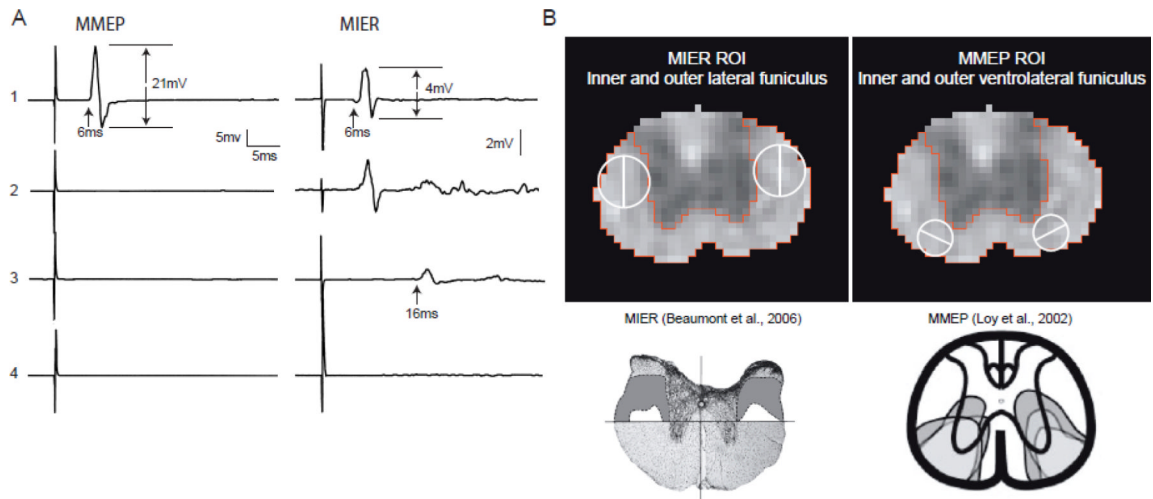 A
MMEP
MIER
1
21mV
6ms
5mv
5ms
4mV
6ms
2mV
2
3
16ms
4
B
MIER ROI
Inner and outer lateral funiculus
MMEP ROI
Inner and outer ventrolateral funiculus
MIER (Beaumont et al., 2006)
MMEP (Loy et al., 2002)